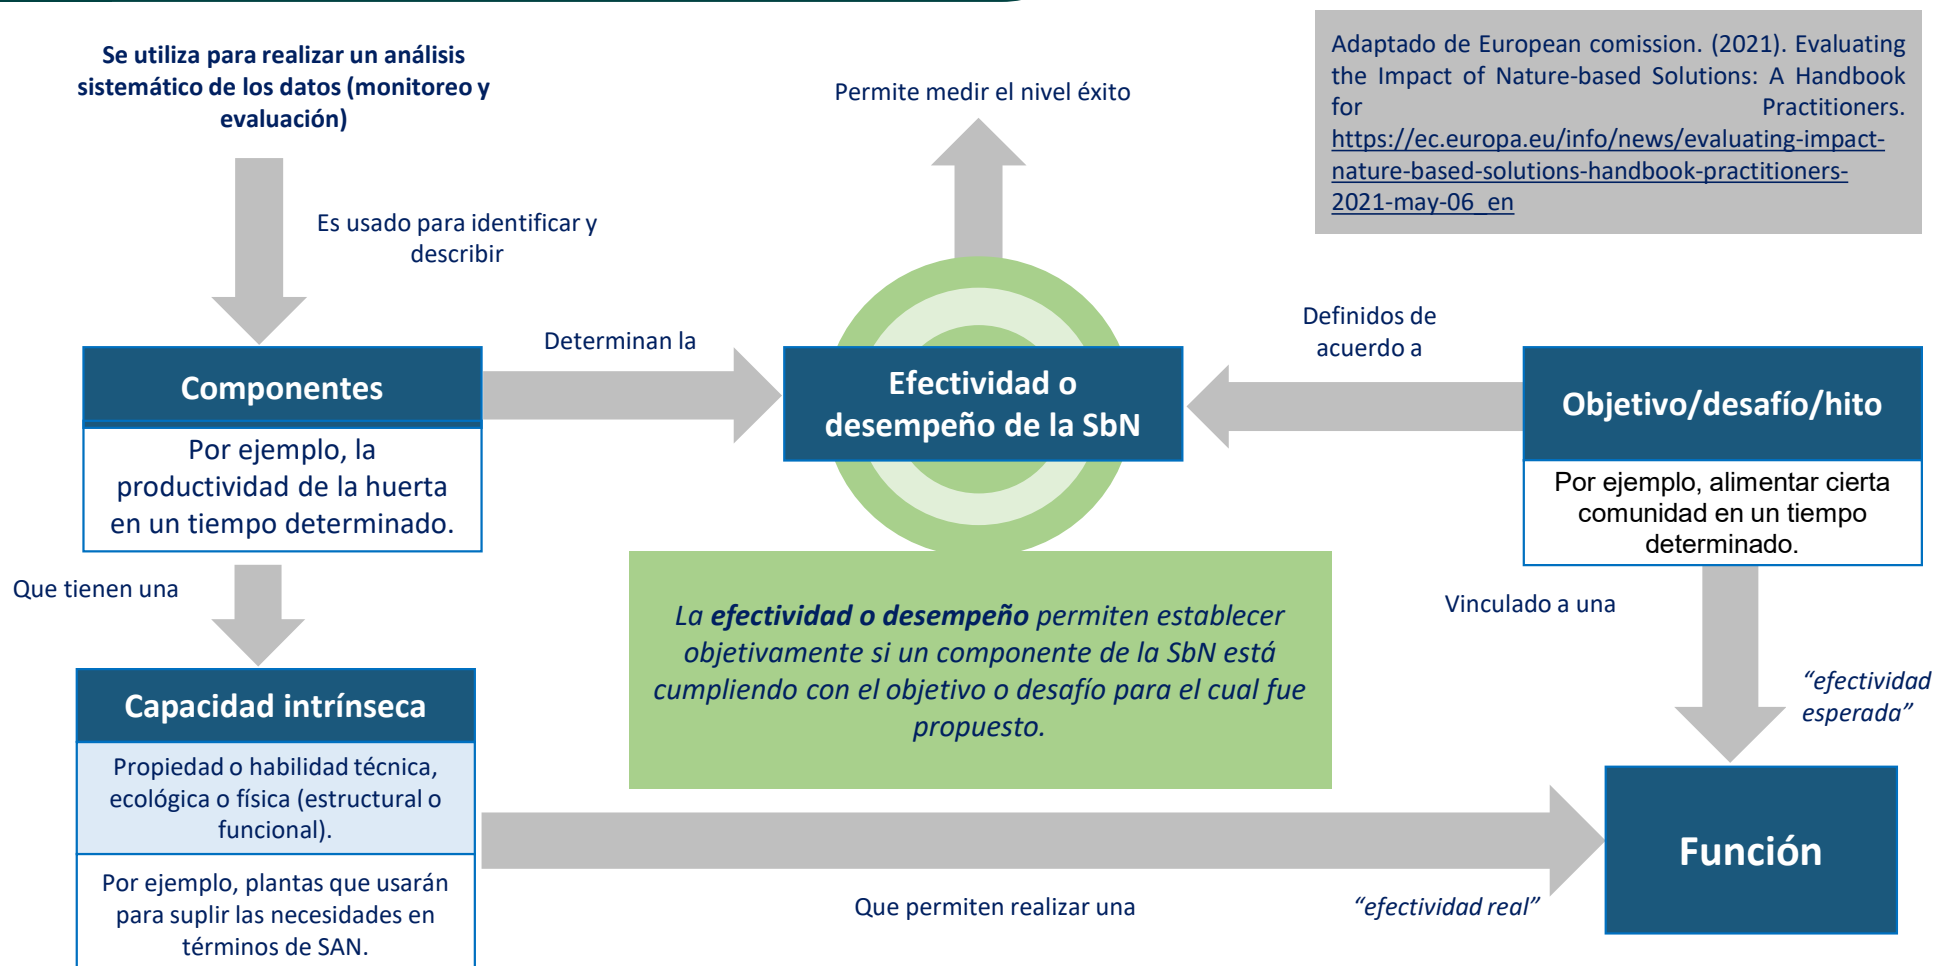 Se utiliza para realizar un análisis
sistemático de los datos (monitoreo y
evaluación)
Permite medir el nivel éxito
Adaptado de European comission. (2021). Evaluating
the Impact of Nature-based Solutions: A Handbook
for Practitioners.
https://ec.europa.eu/info/news/evaluating-impact-
nature-based-solutions-handbook-practitioners-
2021-may-06_en
Es usado para identificar y
describir
Determinan la
Definidos de
acuerdo a
Componentes
Por ejemplo, la
productividad de la huerta
en un tiempo determinado.
Efectividad o
desempeño de la SbN
Objetivo/desafío/hito
Por ejemplo, alimentar cierta
comunidad en un tiempo
determinado.
Que tienen una
La efectividad o desempeño permiten establecer
objetivamente si un componente de la SbN está
cumpliendo con el objetivo o desafío para el cual fue
propuesto.
Vinculado a una
"efectividad
esperada"
Capacidad intrínseca
Propiedad o habilidad técnica,
ecológica o física (estructural o
funcional).
Por ejemplo, plantas que usarán
para suplir las necesidades en
términos de SAN.
Que permiten realizar una
"efectividad real"
Función